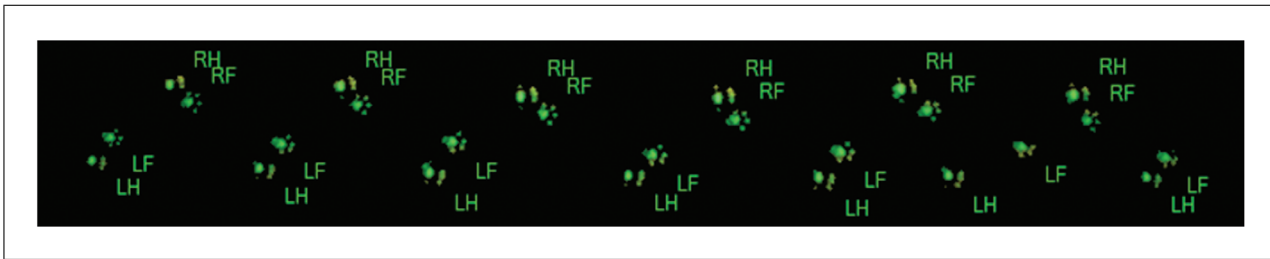 RH RH RH RH RH RH
RF RF RF RF RF RF
LF LF LF LF LF LF LF
LH LH LH LH LH LH LH